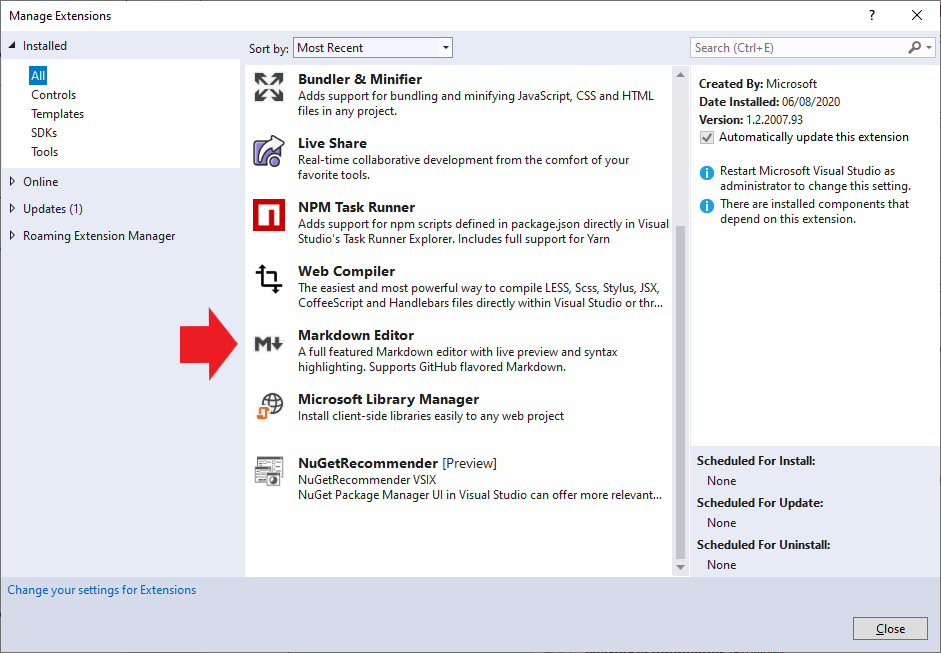 Manage Extensions
?
Installed
All
Controls
Templates
SDKs
Tools
Online
Updates (1)
Roaming Extension Manager
Sort by:
Most Recent
Bundler & Minifier
Adds support for bundling and minifying JavaScript, CSS and HTML
files in any project.
Live Share
Real-time collaborative development from the comfort of your
favorite tools.
NPM Task Runner
Adds support for npm scripts defined in package.json directly in Visual
Studio's Task Runner Explorer. Includes full support for Yarn
Web Compiler
The easiest and most powerful way to compile LESS, Scss, Stylus, JSX,
CoffeeScript and Handlebars files directly within Visual Studio or thr...
Markdown Editor
A full featured Markdown editor with live preview and syntax
highlighting. Supports GitHub flavored Markdown.
Microsoft Library Manager
Install client-side libraries easily to any web project
NuGetRecommender [Preview]
NuGetRecommender VSIX
NuGet Package Manager UI in Visual Studio can offer more relevant...
Search (Ctrl+E)
Created By: Microsoft
Date Installed: 06/08/2020
Version: 1.2.2007.93
Automatically update this extension
Restart Microsoft Visual Studio as
administrator to change this setting.
There are installed components that
depend on this extension.
Scheduled For Install:
None
Scheduled For Update:
None
Scheduled For Uninstall:
None
Change your settings for Extensions
Close